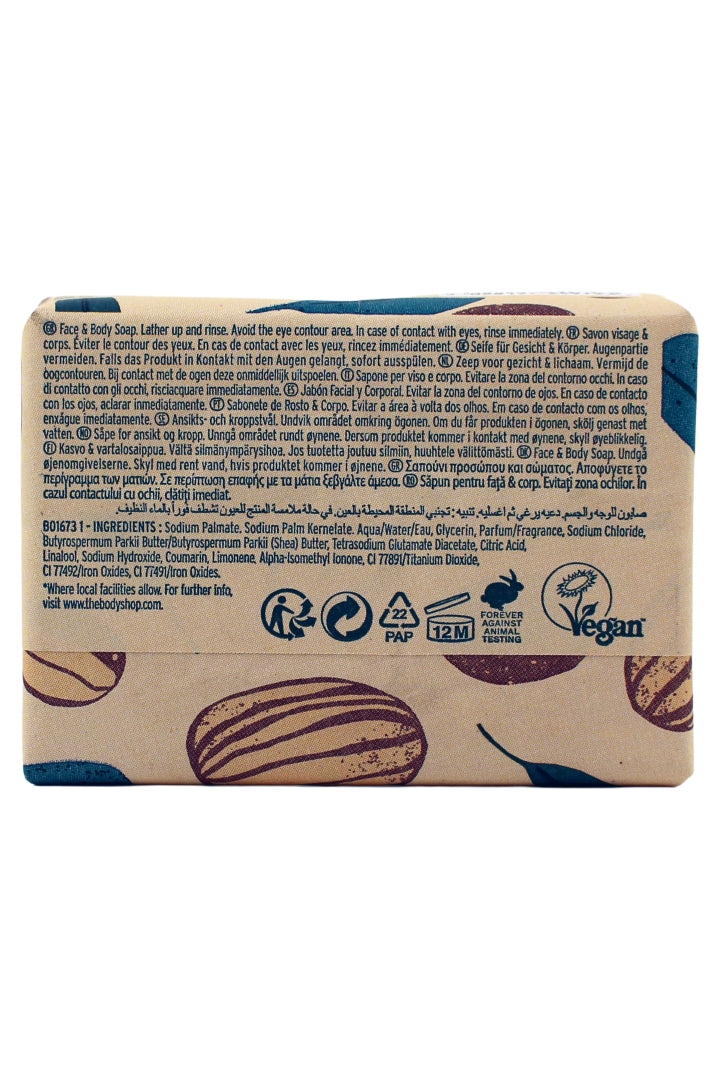 GB Face & Body Soap. Lather up and rinse. Avoid the eye contour area. In case of contact with eyes, rinse immediately. FR Savon visage &
corps. Éviter le contour des yeux. En cas de contact avec les yeux, rincez immédiatement. DE Seife für Gesicht & Körper. Augenpartie
vermeiden. Falls das Produkt in Kontakt mit den Augen gelangt, sofort ausspülen. NL Zeep voor gezicht & lichaam. Vermijd de
oogcontouren. Bij contact met de ogen deze onmiddellijk uitspoelen. IT Sapone per viso e corpo. Evitare la zona del contorno occhi. In caso
di contatto con gli occhi, risciacquare immediatamente. ES Jabón Facial y Corporal. Evitar la zona del contorno de ojos. En caso de contacto
con los ojos, aclarar inmediatamente. PT Sabonete de Rosto & Corpo. Evitar a área à volta dos olhos. Em caso de contacto com os olhos,
enxágue imediatamente. SE Ansikts- och kroppstvål. Undvik området omkring ögonen. Om du får produkten i ögonen, skölj genast med
vatten. NO Såpe for ansikt og kropp. Unngå området rundt øynene. Dersom produktet kommer i kontakt med øynene, skyll øyeblikkelig.
FI Kasvo & vartalosaippua. Vältä silmänympärysihoa. Jos tuotetta joutuu silmiin, huuhtele välittömästi. DK Face & Body Soap. Undgå
øjenomgivelserne. Skyl med rent vand, hvis produktet kommer i øjnene. GR Σαπούνι προσώπου και σώματος. Αποφύγετε το
περίγραμμα των ματιών. Σε περίπτωση επαφής με τα μάτια ξεβγάλτε άμεσα. RO Săpun pentru față & corp. Evitați zona ochilor. În
cazul contactului cu ochii, clătiți imediat.
صابون للوجه والجسم. دعيه يرغي ثم اغسليه. تنبيه: تجنبي المنطقة المحيطة بالعين. في حالة ملامسة المنتج للعيون تشطف فوراً بالماء النظيف.
B01673 1 - INGREDIENTS : Sodium Palmate, Sodium Palm Kernelate, Aqua/Water/Eau, Glycerin, Parfum/Fragrance, Sodium Chloride,
Butyrospermum Parkii Butter/Butyrospermum Parkii (Shea) Butter, Tetrasodium Glutamate Diacetate, Citric Acid,
Linalool, Sodium Hydroxide, Coumarin, Limonene, Alpha-Isomethyl Ionone, CI 77891/Titanium Dioxide,
CI 77492/Iron Oxides, CI 77491/Iron Oxides.
*Where local facilities allow. For further info,
visit www.thebodyshop.com.
22
PAP
12M
FOREVER
AGAINST
ANIMAL
TESTING
Vegan™